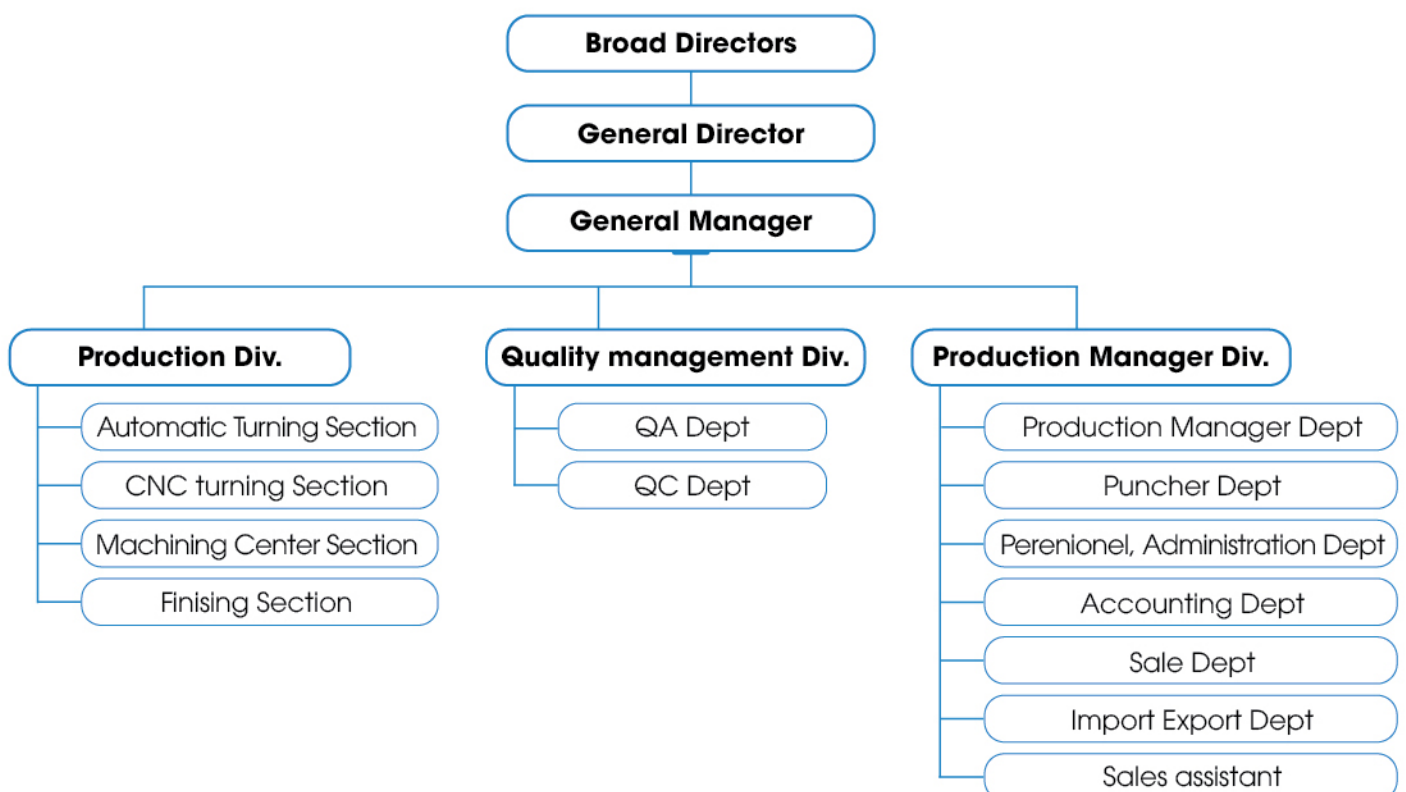 Broad Directors
General Director
General Manager
Production Div.
Automatic Turning Section
CNC turning Section
Machining Center Section
Finising Section
Quality management Div.
QA Dept
QC Dept
Production Manager Div.
Production Manager Dept
Puncher Dept
Perenionel, Administration Dept
Accounting Dept
Sale Dept
Import Export Dept
Sales assistant